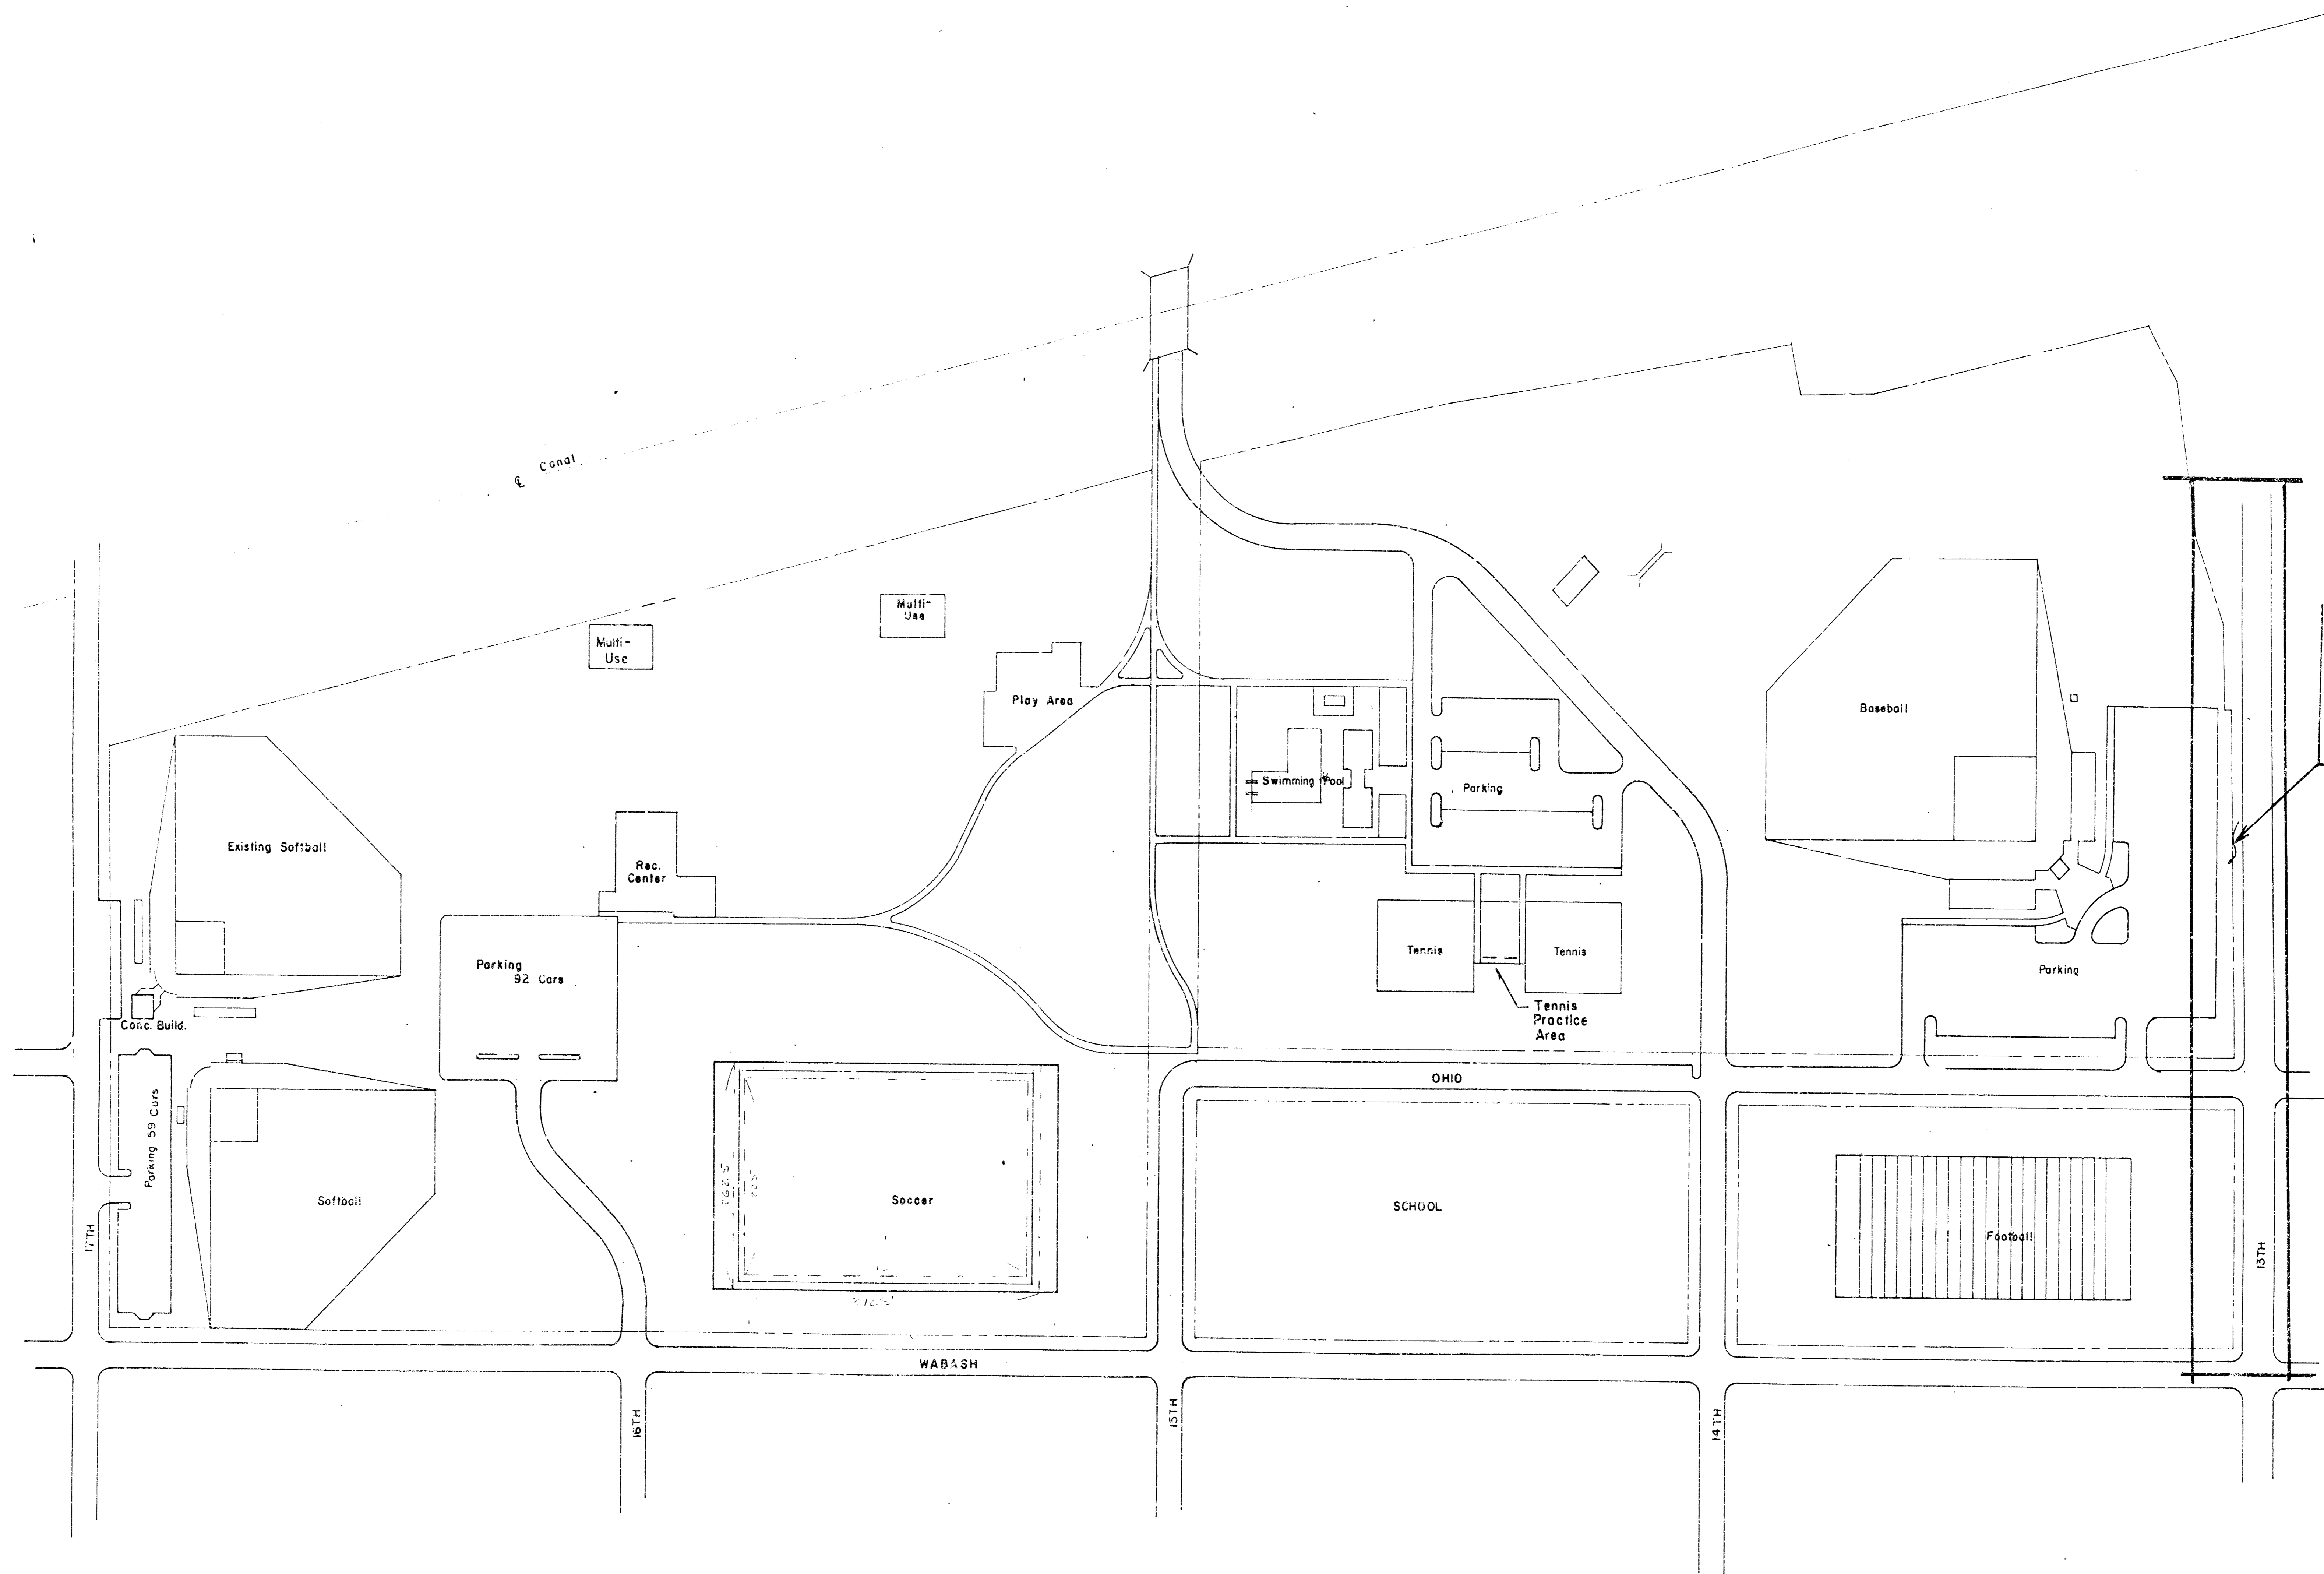 ℄ Canal
Multi-
Use
Multi-
Use
Play Area
Baseball
Swimming Pool
Parking
Existing Softball
Rec.
Center
Parking
92 Cars
Tennis
Tennis
Parking
Tennis
Practice
Area
Conc. Build.
OHIO
Parking 59 Cars
Softball
Soccer
225
SCHOOL
Football
17TH
13TH
WABASH
16TH
15TH
14TH